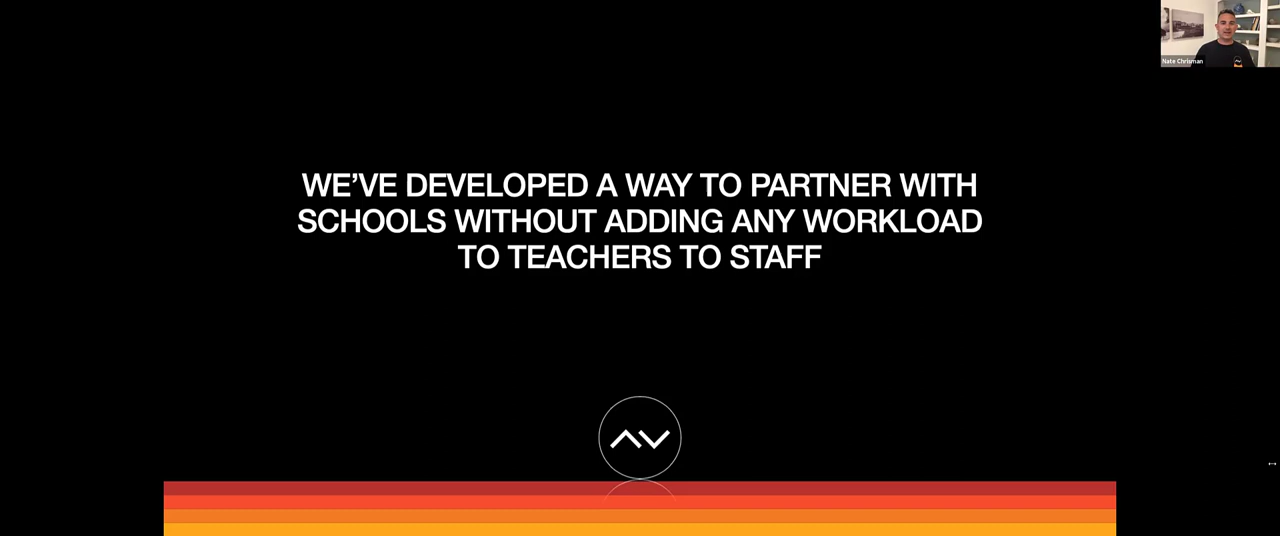 Nate Chrisman
WE'VE DEVELOPED A WAY TO PARTNER WITH
SCHOOLS WITHOUT ADDING ANY WORKLOAD
TO TEACHERS TO STAFF